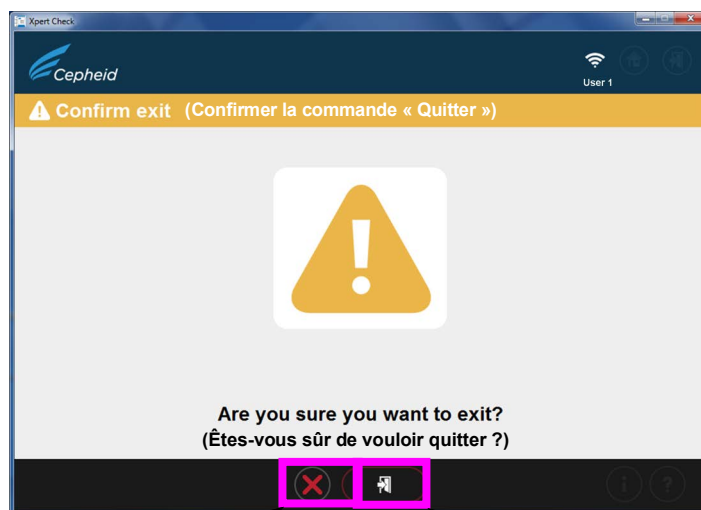 Xpert Check
Cepheid
User 1
Confirm exit (Confirmer la commande « Quitter »)
Are you sure you want to exit?
(Êtes-vous sûr de vouloir quitter ?)